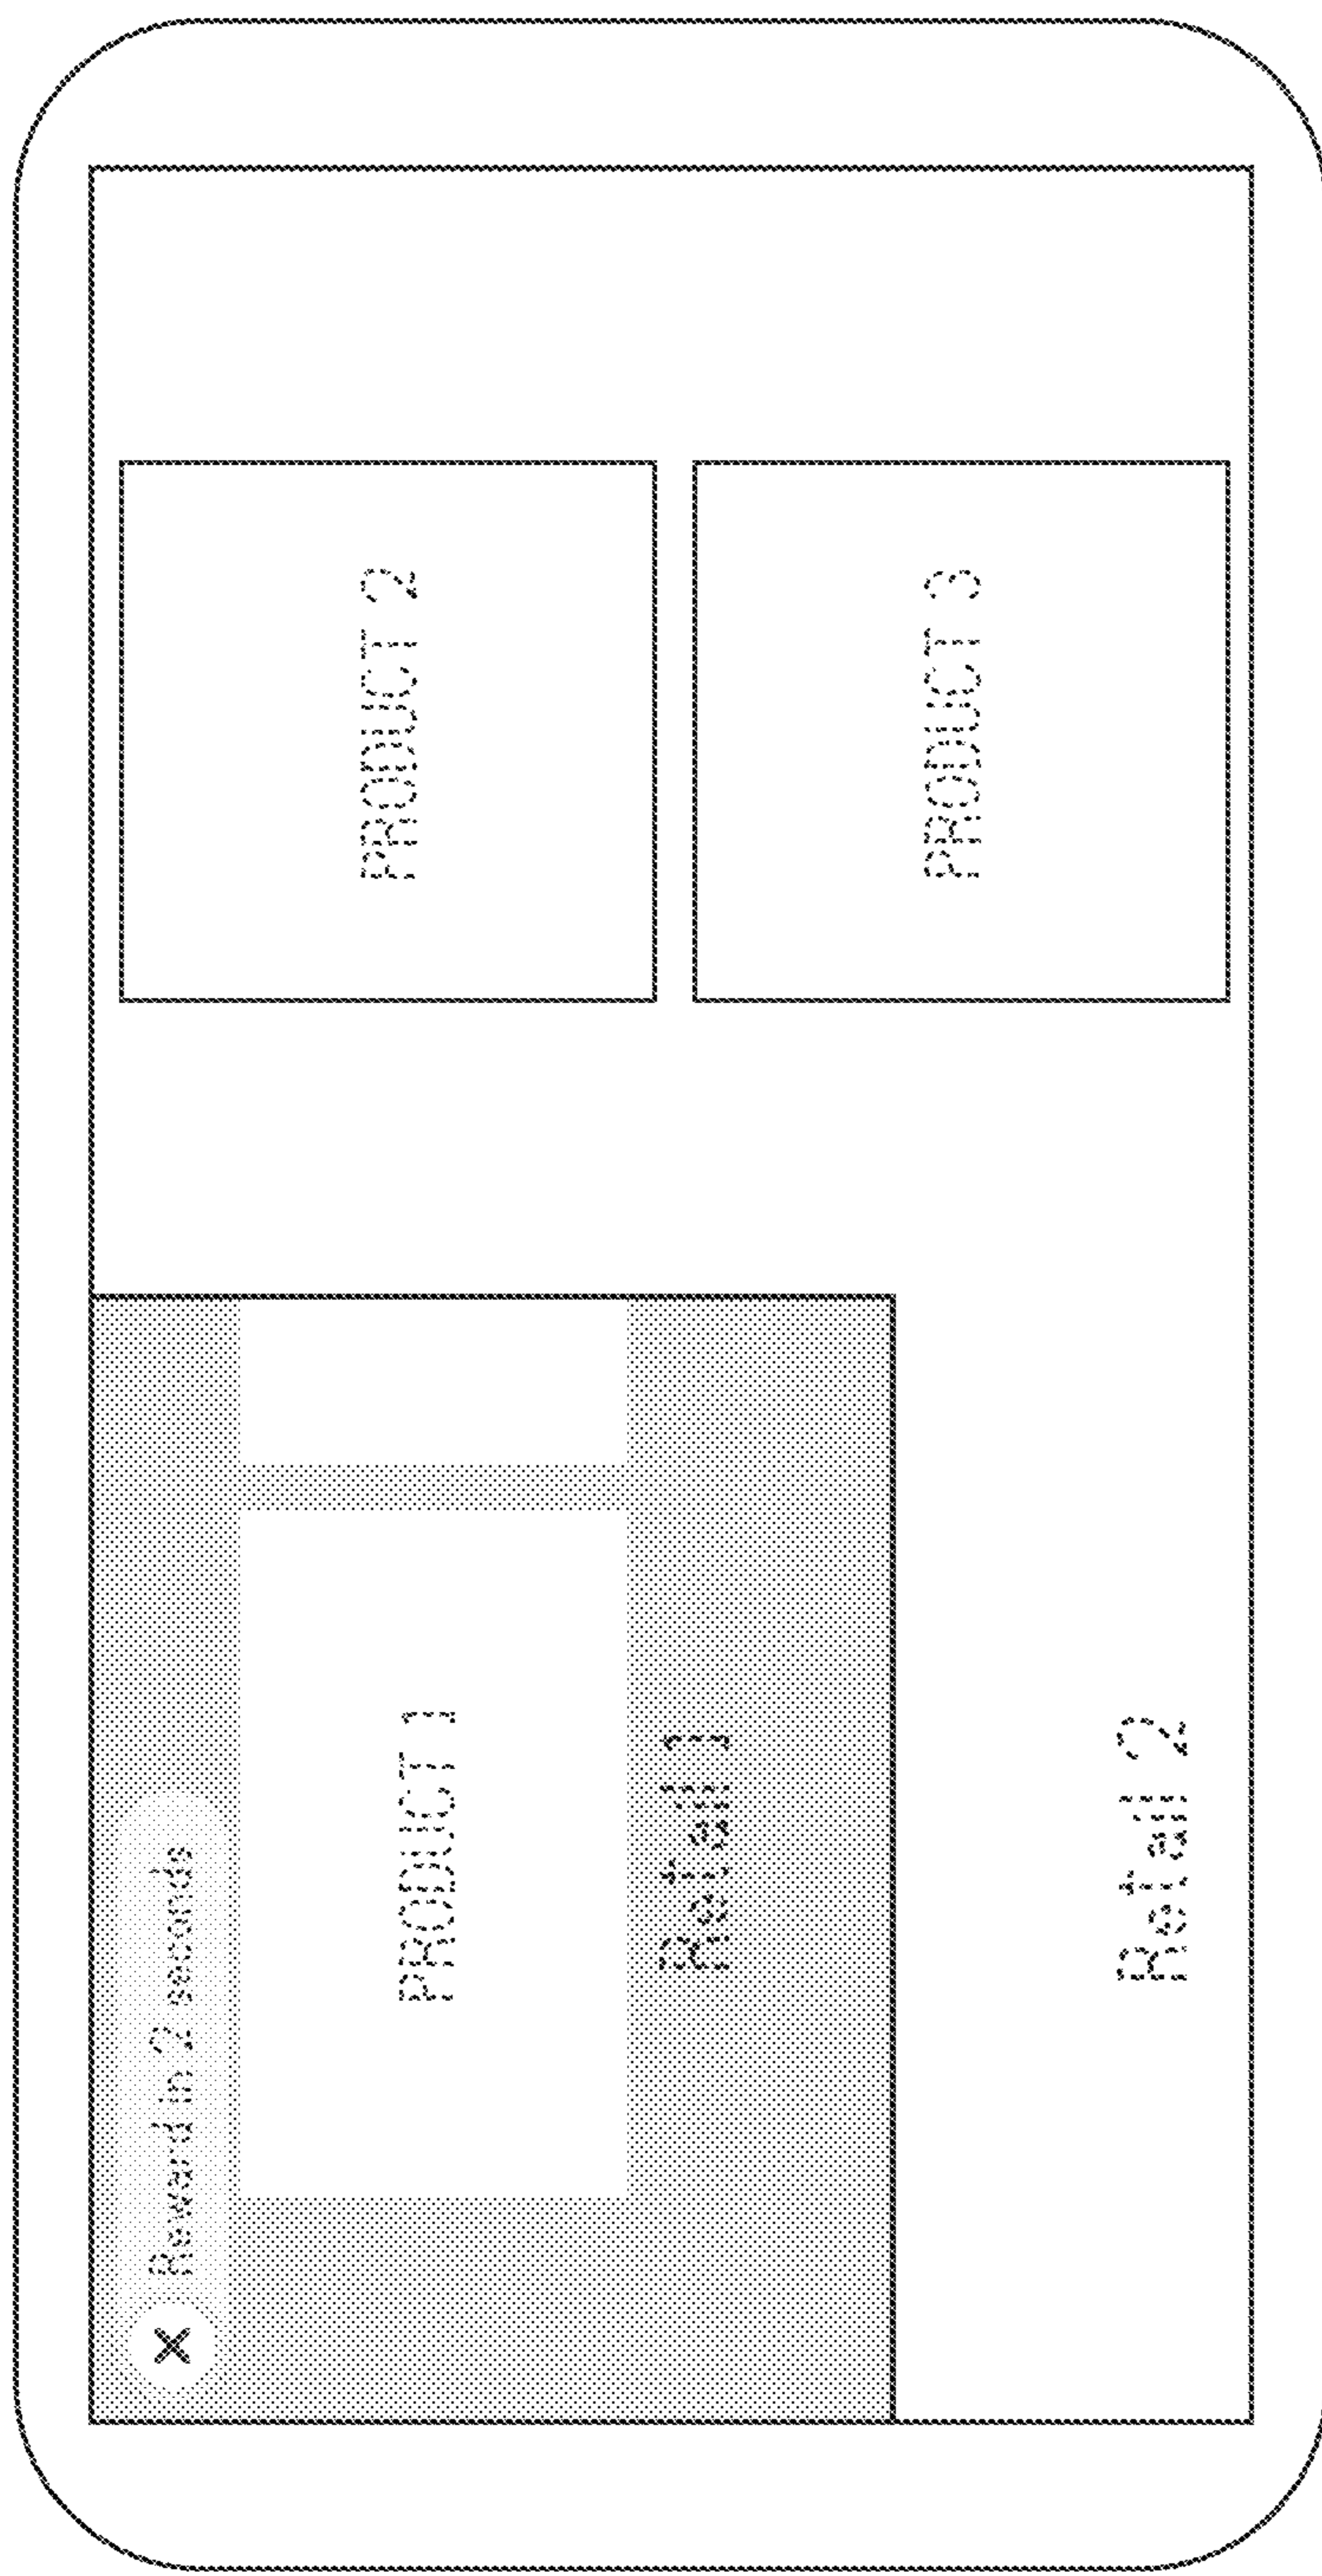 X Reward in 2 seconds
PRODUCT 1
Retail 1
Retail 2
PRODUCT 2
PRODUCT 3